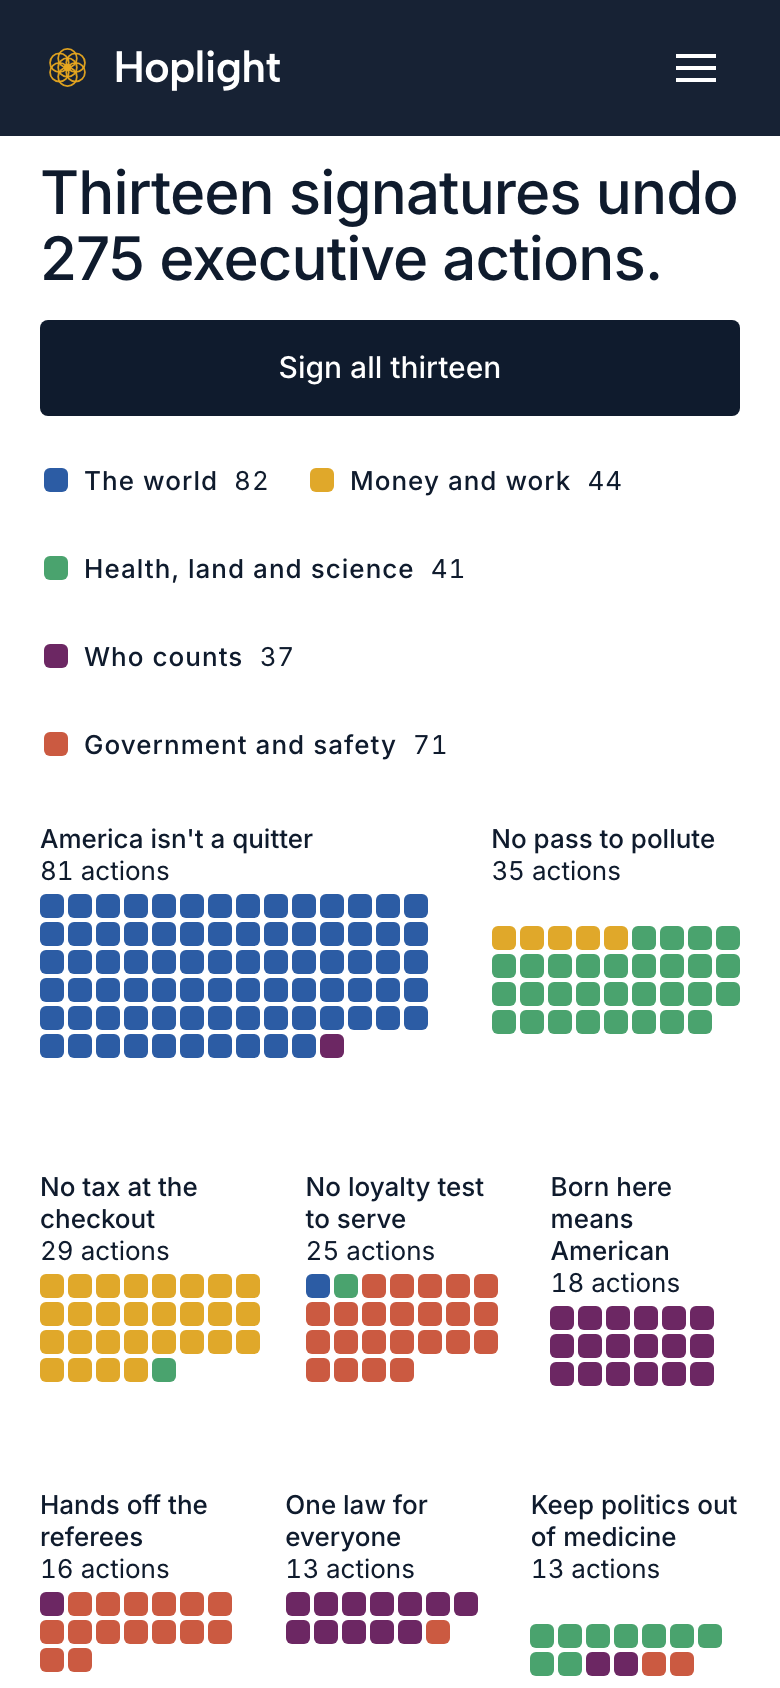 Hoplight
Thirteen signatures undo
275 executive actions.
Sign all thirteen
The world 82
Money and work 44
Health, land and science 41
Who counts 37
Government and safety 71
America isn't a quitter
81 actions
No pass to pollute
35 actions
No tax at the
checkout
29 actions
No loyalty test
to serve
25 actions
Born here
means
American
18 actions
Hands off the
referees
16 actions
One law for
everyone
13 actions
Keep politics out
of medicine
13 actions